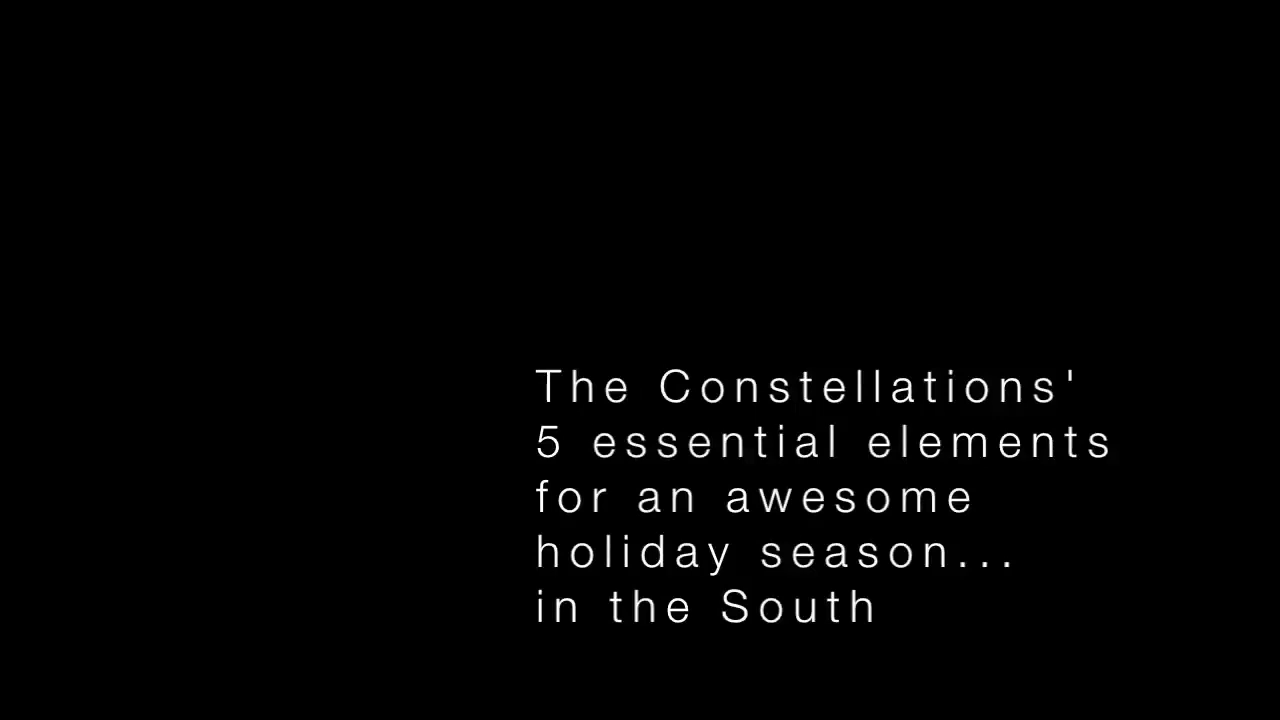 The Constellations'
5 essential elements
for an awesome
holiday season...
in the South